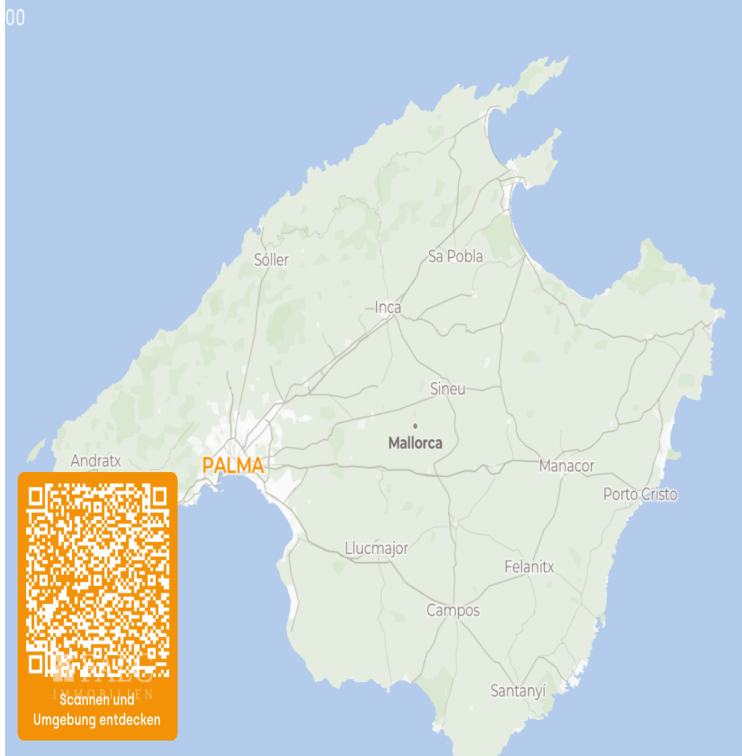 00
Sóller
Sa Pobla
Inca
Sineu
Mallorca
Andratx
PALMA
Manacor
Porto Cristo
Llucmajor
Felanitx
Campos
Santanyí
IMMOBILIEN
Scannen und
Umgebung entdecken